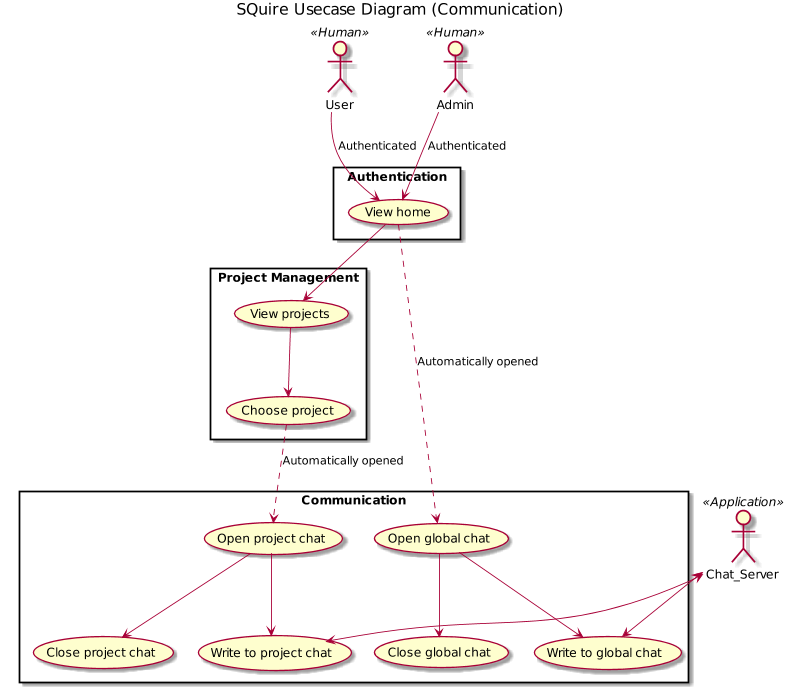 SQuire Usecase Diagram (Communication)
«Human»
«Human»
User
Admin
Authenticated
Authenticated
Authentication
View home
Project Management
View projects
Automatically opened
Choose project
Automatically opened
Communication
«Application»
Open project chat
Open global chat
Chat_Server
Close project chat
Write to project chat
Close global chat
Write to global chat